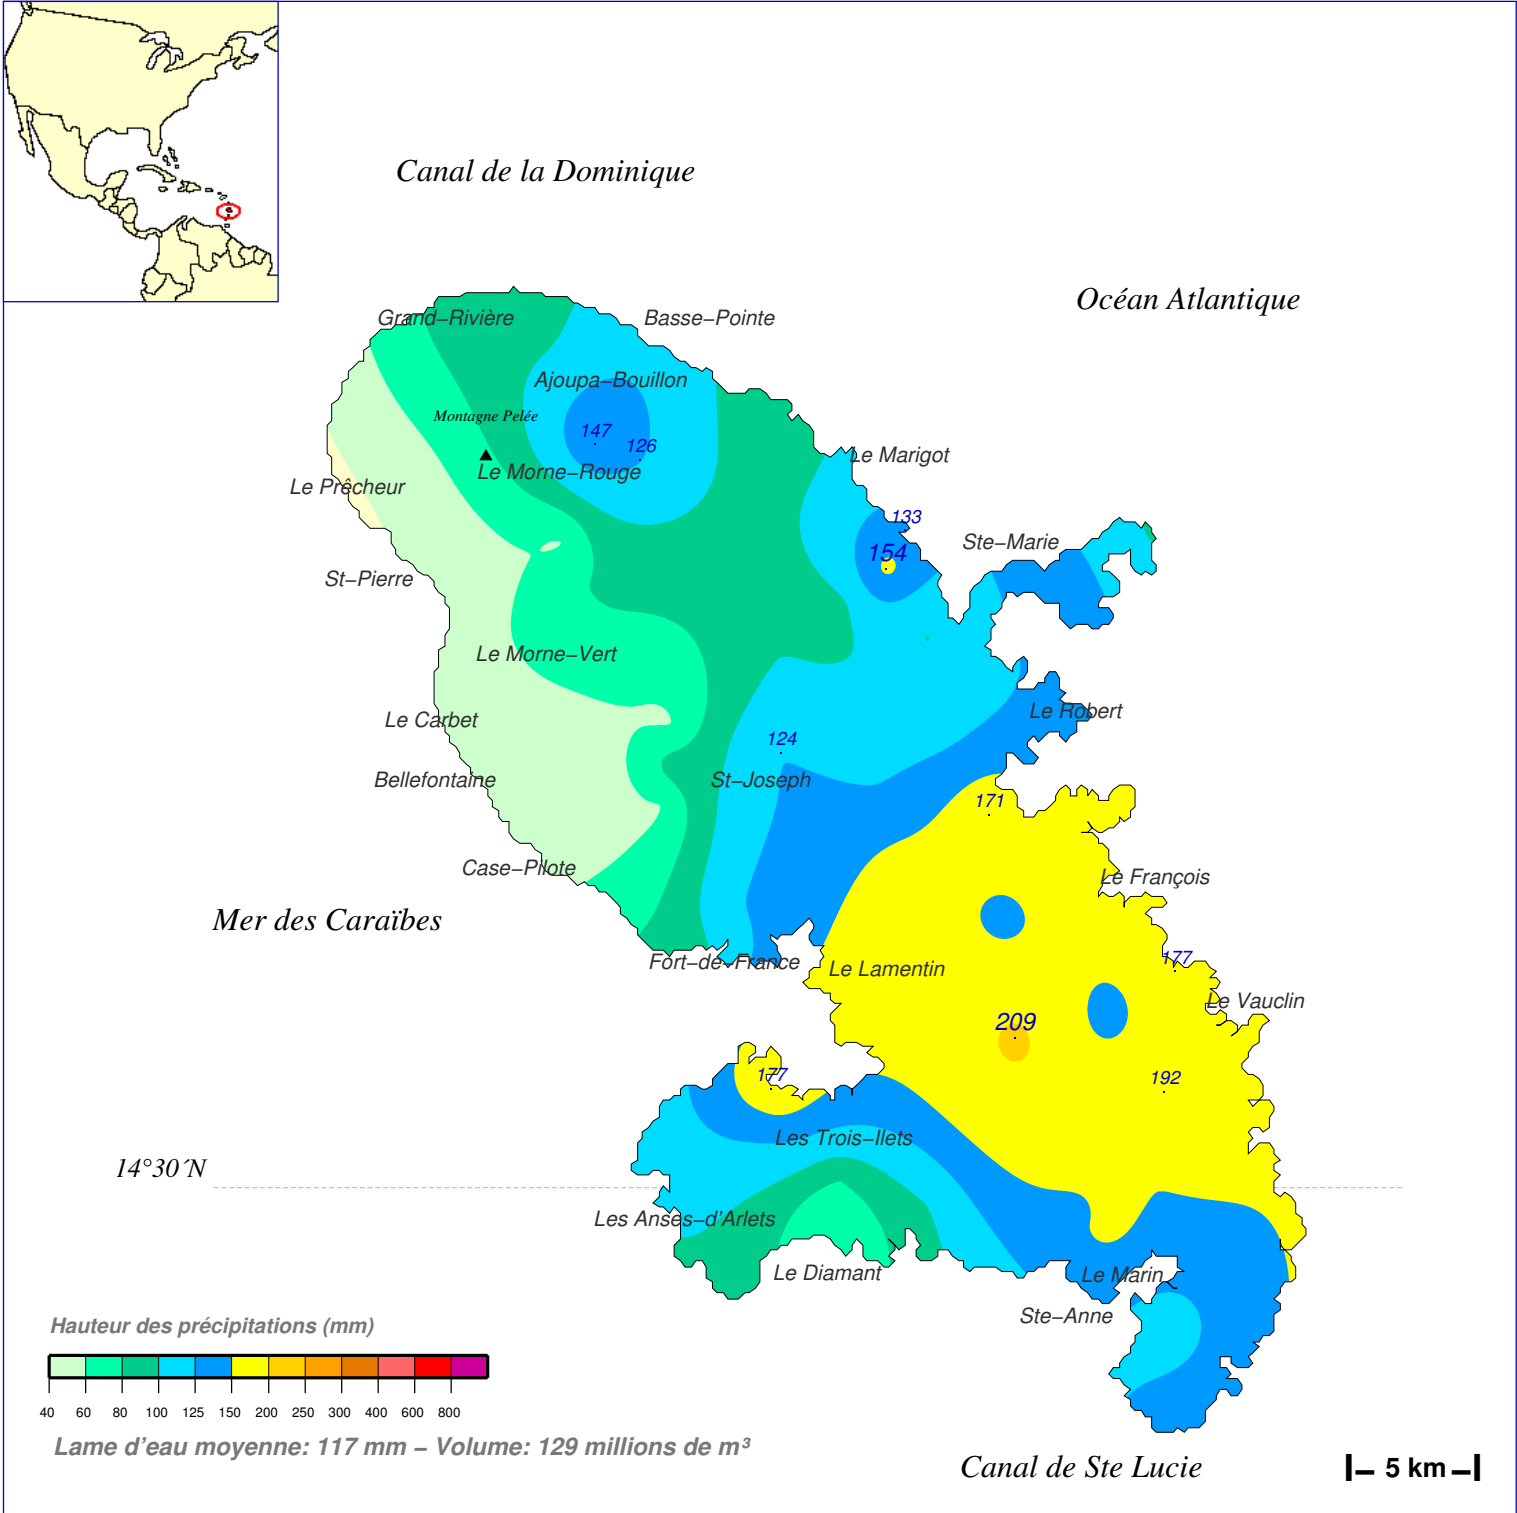 Canal de la Dominique
Océan Atlantique
Grand−Rivière
Basse−Pointe
Ajoupa−Bouillon
Montagne Pelée
147
126
Le Marigot
Le Morne−Rouge
Le Prêcheur
133
154
Ste−Marie
St−Pierre
Le Morne−Vert
Le Carbet
Le Robert
124
Bellefontaine
St−Joseph
171
Case−Pilote
Le François
Mer des Caraïbes
Fort−de−France
Le Lamentin
177
Le Vauclin
209
177
192
Les Trois−Ilets
14°30´N
Les Anses−d'Arlets
Le Diamant
Le Marin
Ste−Anne
Hauteur des précipitations (mm)
40 60 80 100 125 150 200 250 300 400 600 800
Lame d'eau moyenne: 117 mm − Volume: 129 millions de m³
Canal de Ste Lucie
5 km